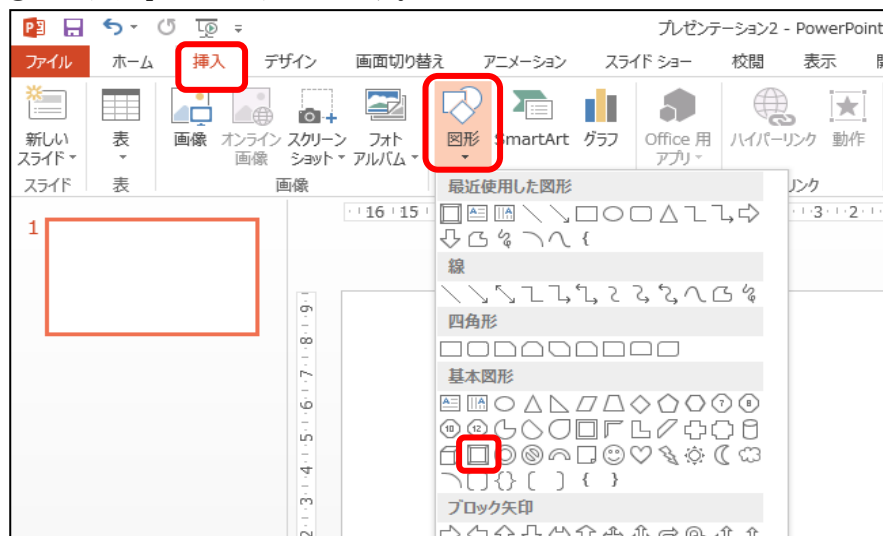 プレゼンテーション2 - PowerPoint
ファイル ホーム 挿入 デザイン 画面切り替え アニメーション スライド ショー 校閲 表示
新しい スライド
表
画像
オンライン 画像
スクリーン ショット
フォト アルバム
図形
SmartArt
グラフ
Office 用 アプリ
ハイパーリンク
動作
スライド 表 画像 リンク
最近使用した図形
線
四角形
基本図形
ブロック矢印
1
16 15 3 2
9
8
7
6
5
4
3
2